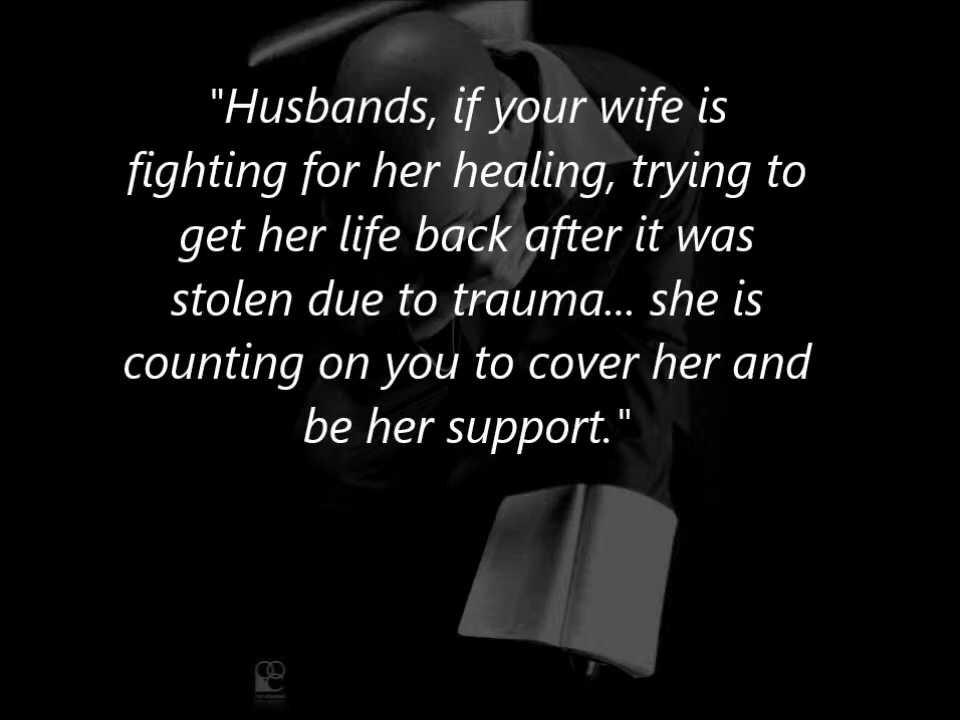 "Husbands, if your wife is
fighting for her healing, trying to
get her life back after it was
stolen due to trauma... she is
counting on you to cover her and
be her support."